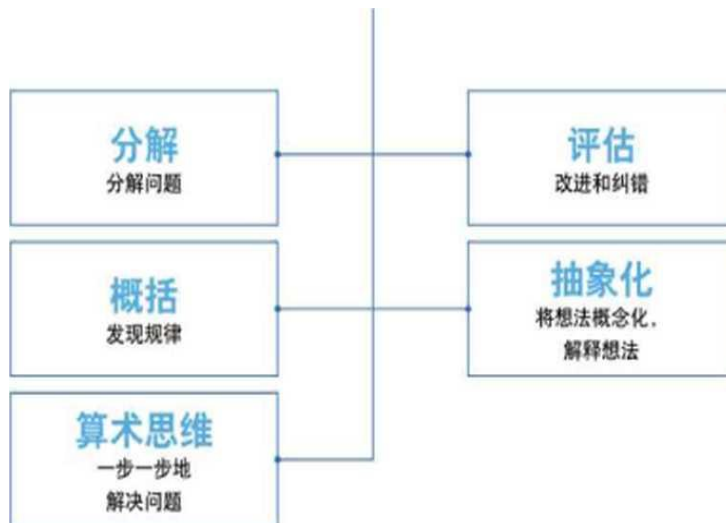 分解
分解问题
评估
改进和纠错
概括
发现规律
抽象化
将想法概念化，
解释想法
算术思维
一步一步地
解决问题